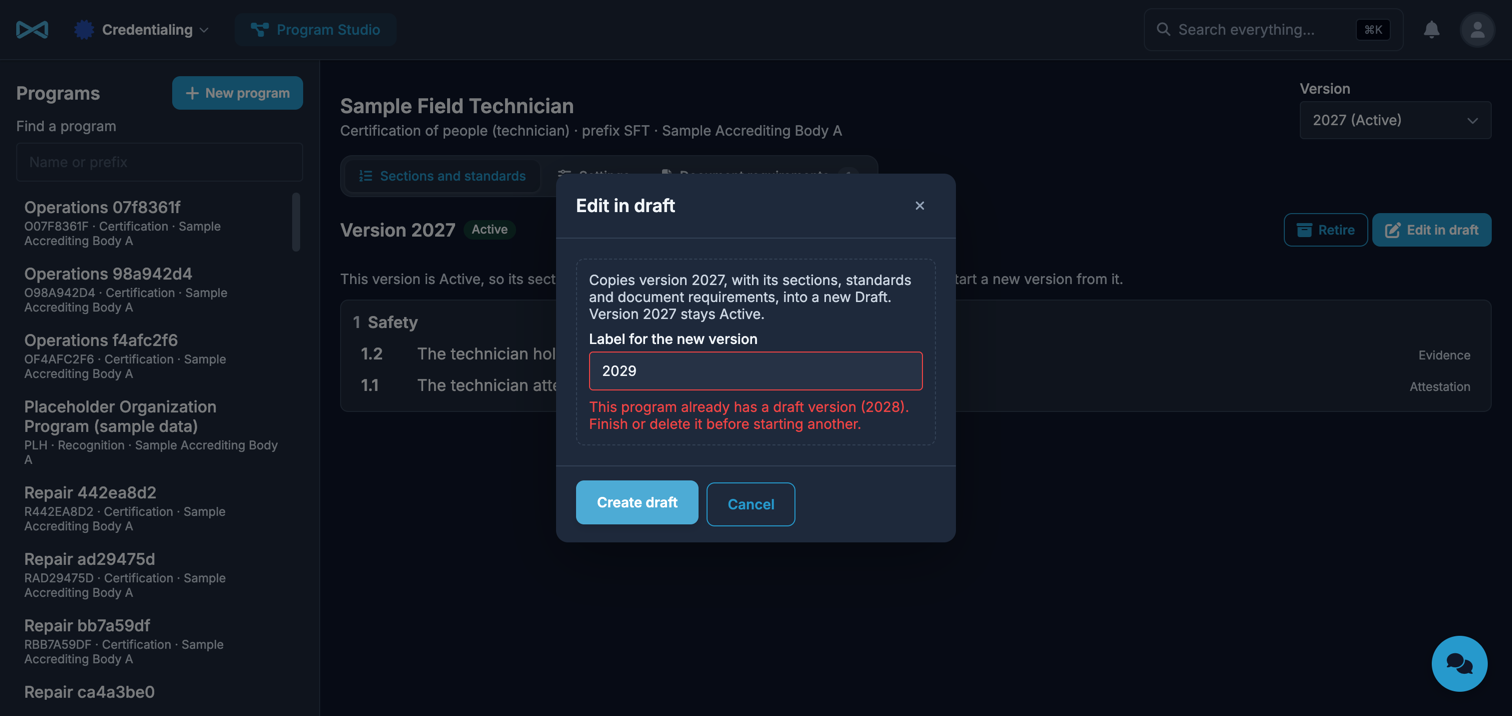 Credentialing
Program Studio
Search everything...
⌘K
Programs
New program
Find a program
Name or prefix
Operations 07f8361f
O07F8361F · Certification · Sample
Accrediting Body A
Operations 98a942d4
O98A942D4 · Certification · Sample
Accrediting Body A
Operations f4afc2f6
OF4AFC2F6 · Certification · Sample
Accrediting Body A
Placeholder Organization
Program (sample data)
PLH · Recognition · Sample Accrediting Body
A
Repair 442ea8d2
R442EA8D2 · Certification · Sample
Accrediting Body A
Repair ad29475d
RAD29475D · Certification · Sample
Accrediting Body A
Repair bb7a59df
RBB7A59DF · Certification · Sample
Accrediting Body A
Repair ca4a3be0
Sample Field Technician
Certification of people (technician) · prefix SFT · Sample Accrediting Body A
Version
2027 (Active)
Sections and standards
Version 2027
Active
Retire
Edit in draft
This version is Active, so its sect
tart a new version from it.
1 Safety
1.2 The technician hol
Evidence
1.1 The technician atte
Attestation
Edit in draft
Copies version 2027, with its sections, standards
and document requirements, into a new Draft.
Version 2027 stays Active.
Label for the new version
2029
This program already has a draft version (2028).
Finish or delete it before starting another.
Create draft
Cancel